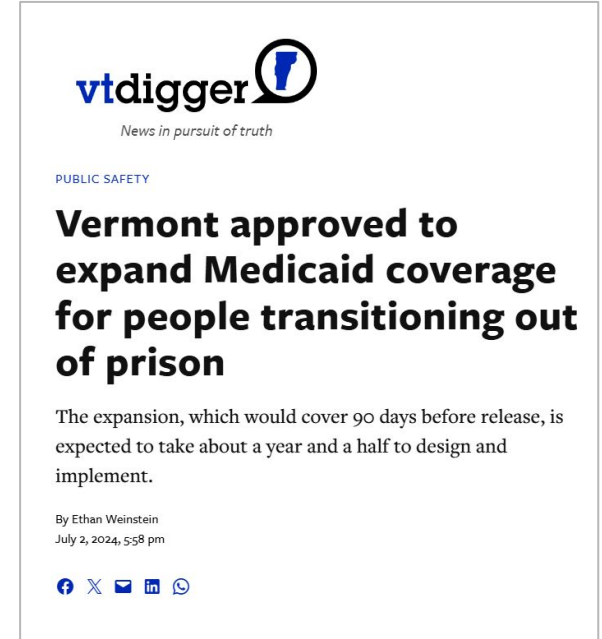 vtdigger
News in pursuit of truth
PUBLIC SAFETY
Vermont approved to
expand Medicaid coverage
for people transitioning out
of prison
The expansion, which would cover 90 days before release, is
expected to take about a year and a half to design and
implement.
By Ethan Weinstein
July 2, 2024, 5:58 pm